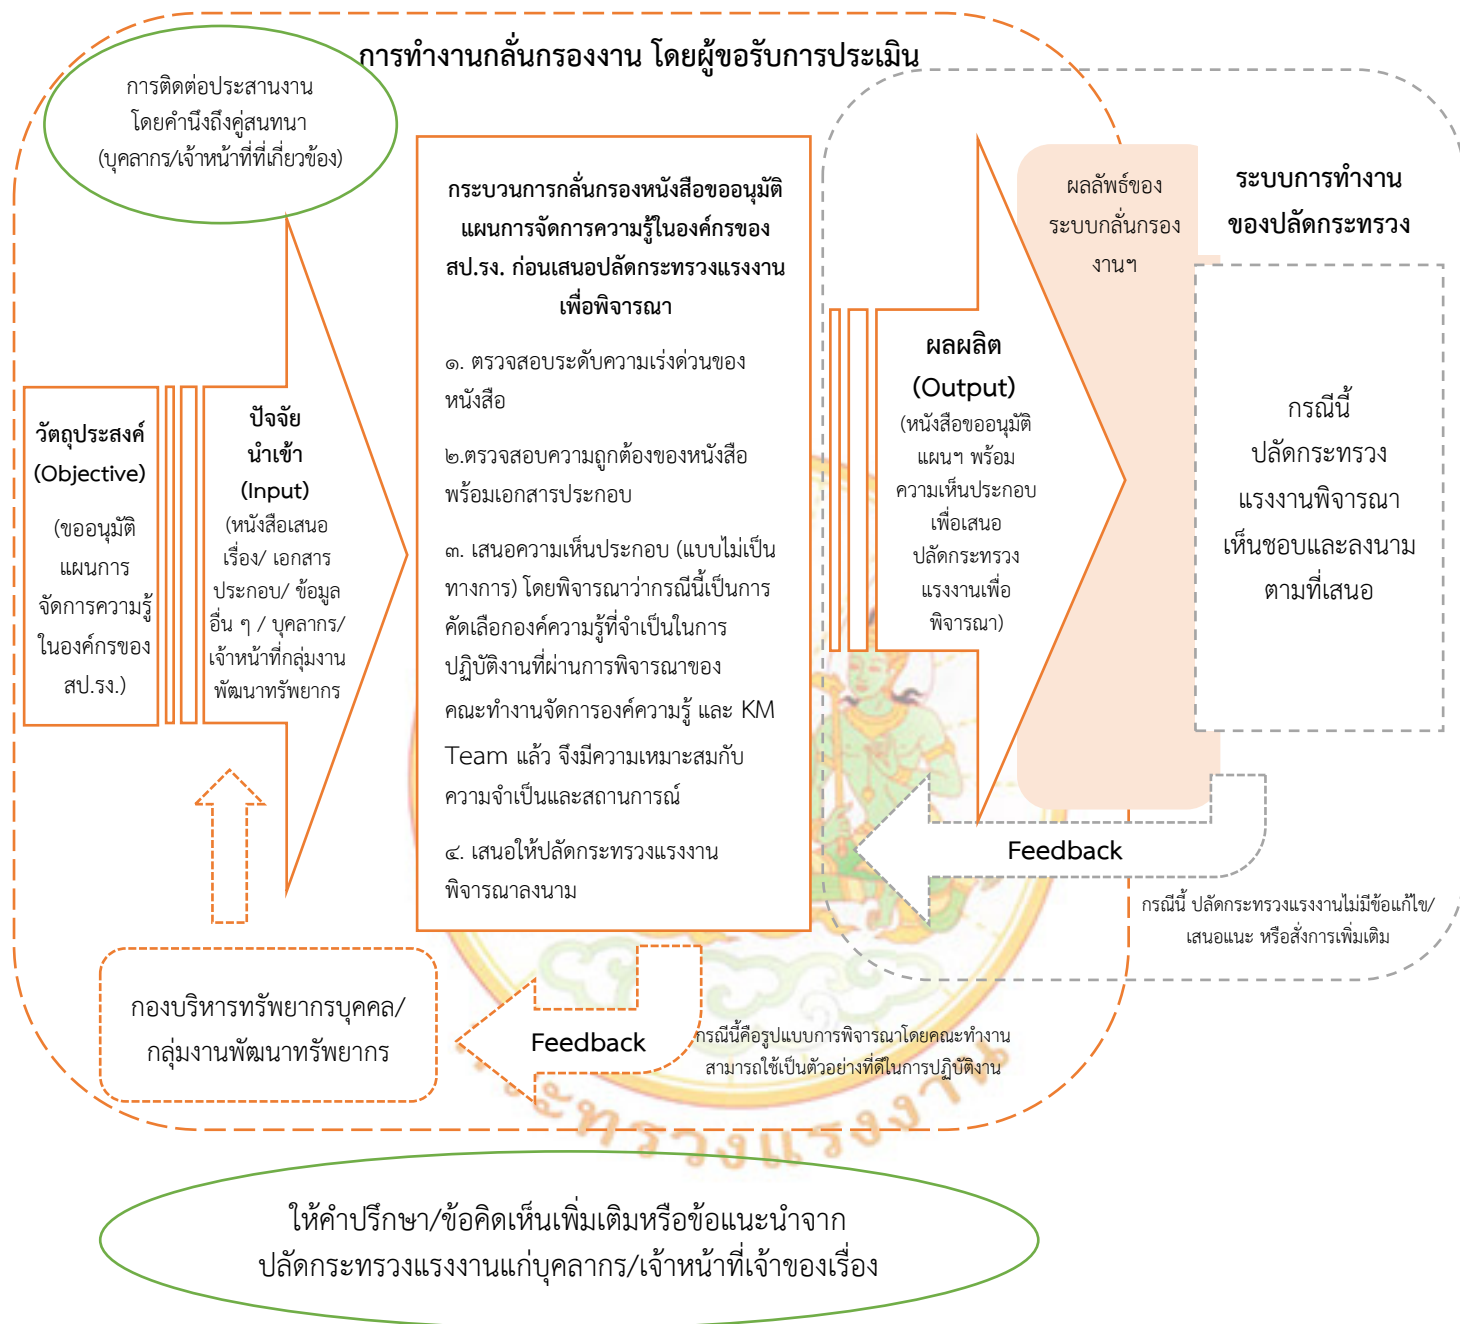 การทำงานกลั่นกรองงาน โดยผู้ขอรับการประเมิน
การติดต่อประสานงาน
โดยคำนึงถึงคู่สนทนา
(บุคลากร/เจ้าหน้าที่ที่เกี่ยวข้อง)
วัตถุประสงค์
(Objective)
(ขออนุมัติ
แผนการ
จัดการความรู้
ในองค์กรของ
สป.รง.)
ปัจจัย
นำเข้า
(Input)
(หนังสือเสนอ
เรื่อง/ เอกสาร
ประกอบ/ ข้อมูล
อื่น ๆ / บุคลากร/
เจ้าหน้าที่กลุ่มงาน
พัฒนาทรัพยากร
กระบวนการกลั่นกรองหนังสือขออนุมัติ
แผนการจัดการความรู้ในองค์กรของ
สป.รง. ก่อนเสนอปลัดกระทรวงแรงงาน
เพื่อพิจารณา
๑. ตรวจสอบระดับความเร่งด่วนของ
หนังสือ
๒.ตรวจสอบความถูกต้องของหนังสือ
พร้อมเอกสารประกอบ
๓. เสนอความเห็นประกอบ (แบบไม่เป็น
ทางการ) โดยพิจารณาว่ากรณีนี้เป็นการ
คัดเลือกองค์ความรู้ที่จำเป็นในการ
ปฏิบัติงานที่ผ่านการพิจารณาของ
คณะทำงานจัดการองค์ความรู้ และ KM
Team แล้ว จึงมีความเหมาะสมกับ
ความจำเป็นและสถานการณ์
๔. เสนอให้ปลัดกระทรวงแรงงาน
พิจารณาลงนาม
ผลผลิต
(Output)
(หนังสือขออนุมัติ
แผนฯ พร้อม
ความเห็นประกอบ
เพื่อเสนอ
ปลัดกระทรวง
แรงงานเพื่อ
พิจารณา)
ผลลัพธ์ของ
ระบบกลั่นกรอง
งานฯ
ระบบการทำงาน
ของปลัดกระทรวง
กรณีนี้
ปลัดกระทรวง
แรงงานพิจารณา
เห็นชอบและลงนาม
ตามที่เสนอ
Feedback
กรณีนี้ ปลัดกระทรวงแรงงานไม่มีข้อแก้ไข/
เสนอแนะ หรือสั่งการเพิ่มเติม
กองบริหารทรัพยากรบุคคล/
กลุ่มงานพัฒนาทรัพยากร
Feedback
กรณีนี้คือรูปแบบการพิจารณาโดยคณะทำงาน
สามารถใช้เป็นตัวอย่างที่ดีในการปฏิบัติงาน
กระทรวงแรงงาน
ให้คำปรึกษา/ข้อคิดเห็นเพิ่มเติมหรือข้อแนะนำจาก
ปลัดกระทรวงแรงงานแก่บุคลากร/เจ้าหน้าที่เจ้าของเรื่อง